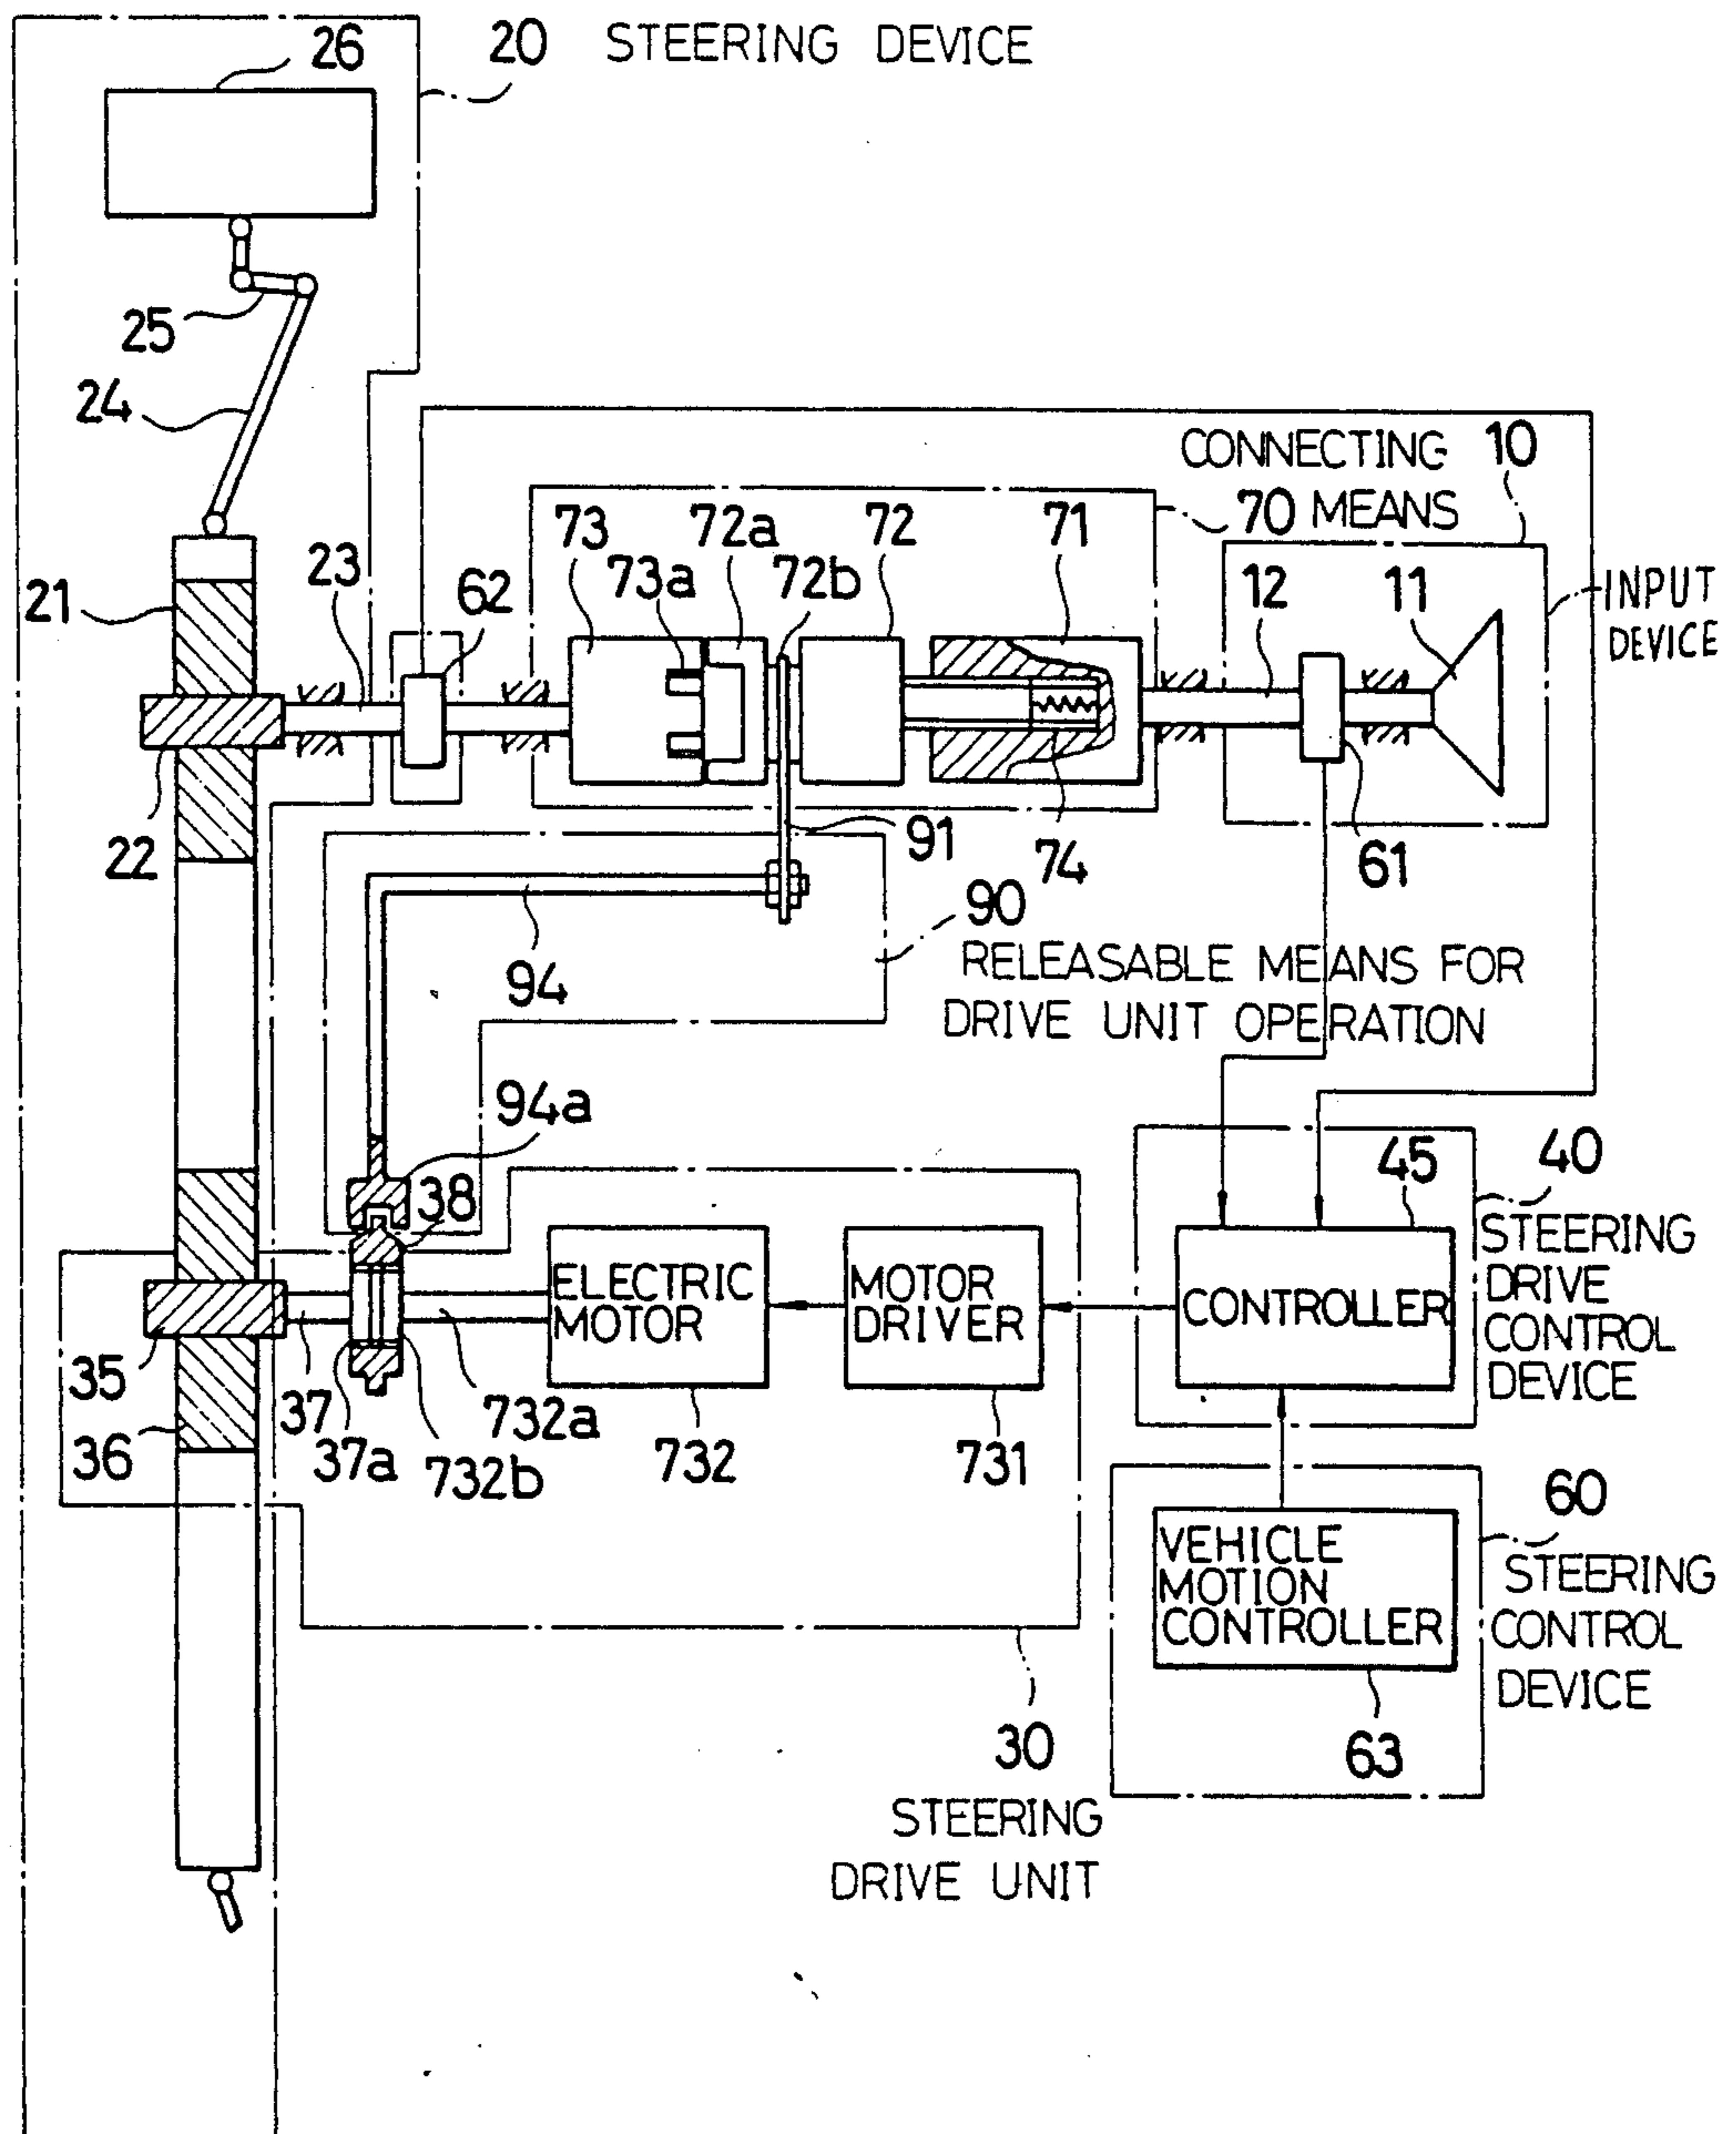 20 STEERING DEVICE
26
25
24
CONNECTING
10
70 MEANS
73
72a
72
71
73a
72b
23
62
12
11
INPUT
DEVICE
21
22
91
74
61
90
94
RELEASABLE MEANS FOR
DRIVE UNIT OPERATION
94a
38
45
40
STEERING
DRIVE
CONTROL
DEVICE
ELECTRIC
MOTOR
MOTOR
DRIVER
CONTROLLER
35
37
732a
36
37a
732b
732
731
60
VEHICLE
MOTION
CONTROLLER
STEERING
CONTROL
DEVICE
63
30
STEERING
DRIVE UNIT